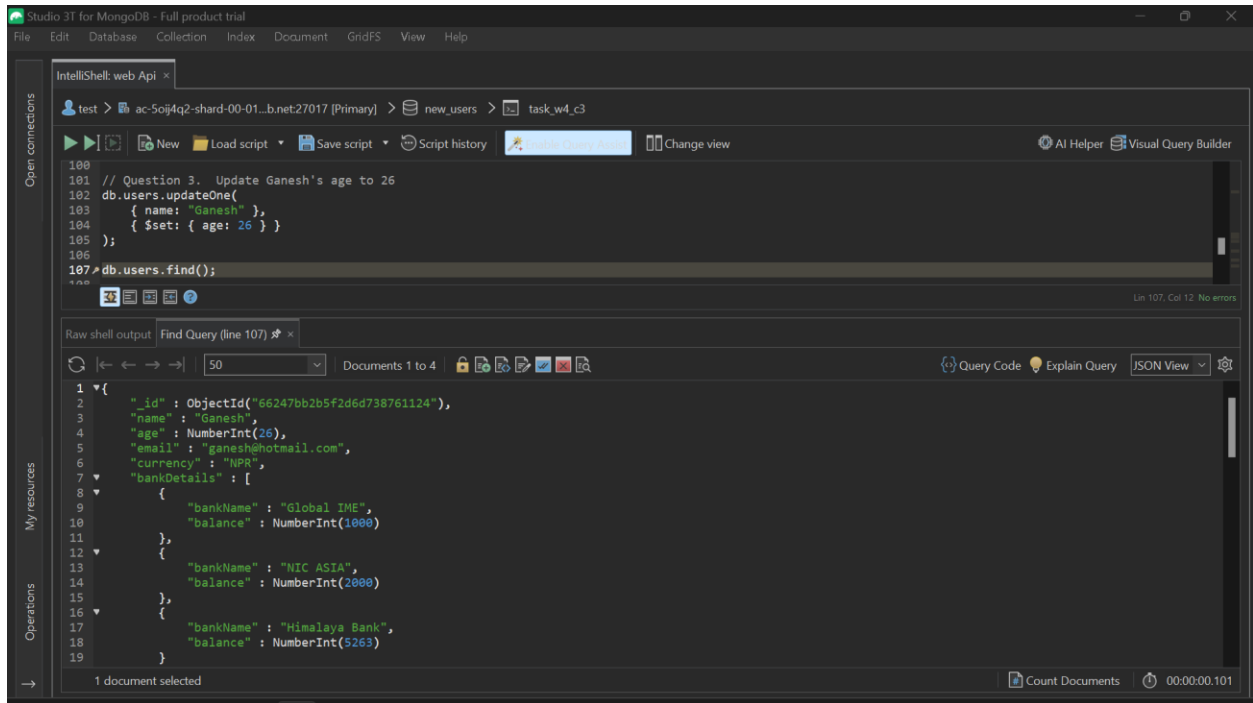 Studio 3T for MongoDB - Full product trial
File Edit Database Collection Index Document GridFS View Help
IntelliShell: web Api ×
test > ac-5oij4q2-shard-00-01...b.net:27017 [Primary] > new_users > task_w4_c3
New Load script Save script Script history Enable Query Assist Change view AI Helper Visual Query Builder
100
101 // Question 3.  Update Ganesh's age to 26
102 db.users.updateOne(
103     { name: "Ganesh" },
104     { $set: { age: 26 } }
105 );
106
107 db.users.find();
108
Lin 107, Col 12 No errors
Raw shell output Find Query (line 107) ×
50 Documents 1 to 4 Query Code Explain Query JSON View
1 {
2     "_id" : ObjectId("66247bb2b5f2d6d738761124"),
3     "name" : "Ganesh",
4     "age" : NumberInt(26),
5     "email" : "ganesh@hotmail.com",
6     "currency" : "NPR",
7     "bankDetails" : [
8         {
9             "bankName" : "Global IME",
10             "balance" : NumberInt(1000)
11         },
12         {
13             "bankName" : "NIC ASIA",
14             "balance" : NumberInt(2000)
15         },
16         {
17             "bankName" : "Himalaya Bank",
18             "balance" : NumberInt(5263)
19         }
1 document selected Count Documents 00:00:00.101
Open connections
My resources
Operations